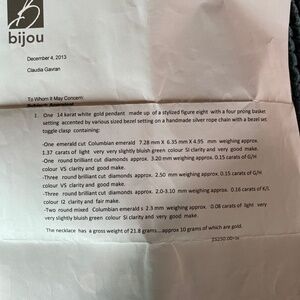 bijou
December 4, 2013
Claudia Gavran
To Whom It May Concern:
1. One 14 karat white gold pendant made up of a stylized figure eight with a four prong basket
setting accented by various sized bezel setting on a handmade silver rope chain with a bezel set
toggle clasp containing:
-One emerald cut Columbian emerald 7.28 mm X 6.35 mm X 4.95 mm weighing approx.
1.37 carats of light very very slightly bluish green colour SI clarity and very good make.
-One round brilliant cut diamonds approx. 3.20 mm weighing approx. 0.15 carats of G/H
colour VS clarity and good make.
-Three round brilliant cut diamonds approx. 2.50 mm weighing approx. 0.15 carats of G/H
colour VS clarity and good make.
-Three round brilliant cut diamonds approx. 2.0-3.10 mm weighing approx. 0.16 carats of K/L
colour I2 clarity and fair make.
-Two round mixed Columbian emerald s 2.3 mm weighing approx. 0.08 carats of light very
very slightly bluish green colour SI clarity and very good make.
The necklace has a gross weight of 21.8 grams...approx 10 grams of which are gold.